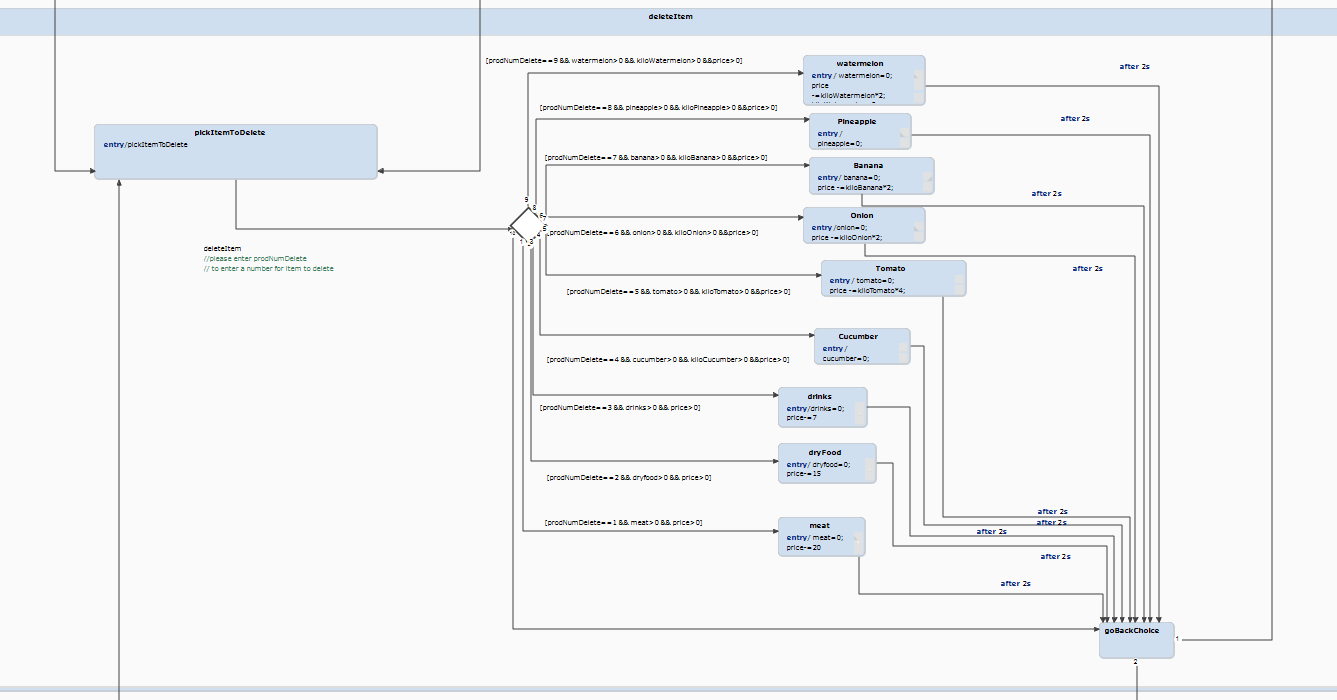 deleteItem
[prodNumDelete==9 && watermelon>0 && kiloWatermelon>0 &&price>0]
watermelon
entry / watermelon=0;
price
-=kiloWatermelon*2;
after 2s
[prodNumDelete==8 && pineapple>0 && kiloPineapple>0 &&price>0]
Pineapple
entry /
pineapple=0;
after 2s
pickItemToDelete
entry/pickItemToDelete
[prodNumDelete==7 && banana>0 && kiloBanana>0 &&price>0]
Banana
entry/ banana=0;
price -=kiloBanana*2;
after 2s
9
8
6
7
5
4
Onion
entry /onion=0;
price -=kiloOnion*2;
[prodNumDelete==6 && onion>0 && kiloOnion>0 &&price>0]
1
3
deleteItem
//please enter prodNumDelete
// to enter a number for item to delete
Tomato
entry / tomato=0;
price -=kiloTomato*4;
after 2s
[prodNumDelete==5 && tomato>0 && kiloTomato>0 &&price>0]
Cucumber
entry /
cucumber=0;
[prodNumDelete==4 && cucumber>0 && kiloCucumber>0 &&price>0]
drinks
entry/drinks=0;
price-=7
[prodNumDelete==3 && drinks>0 && price>0]
dryFood
entry/ dryfood=0;
price-=15
[prodNumDelete==2 && dryfood>0 && price>0]
after 2s
after 2s
after 2s
[prodNumDelete==1 && meat>0 && price>0]
meat
entry/ meat=0;
price-=20
after 2s
after 2s
goBackChoice
1
2